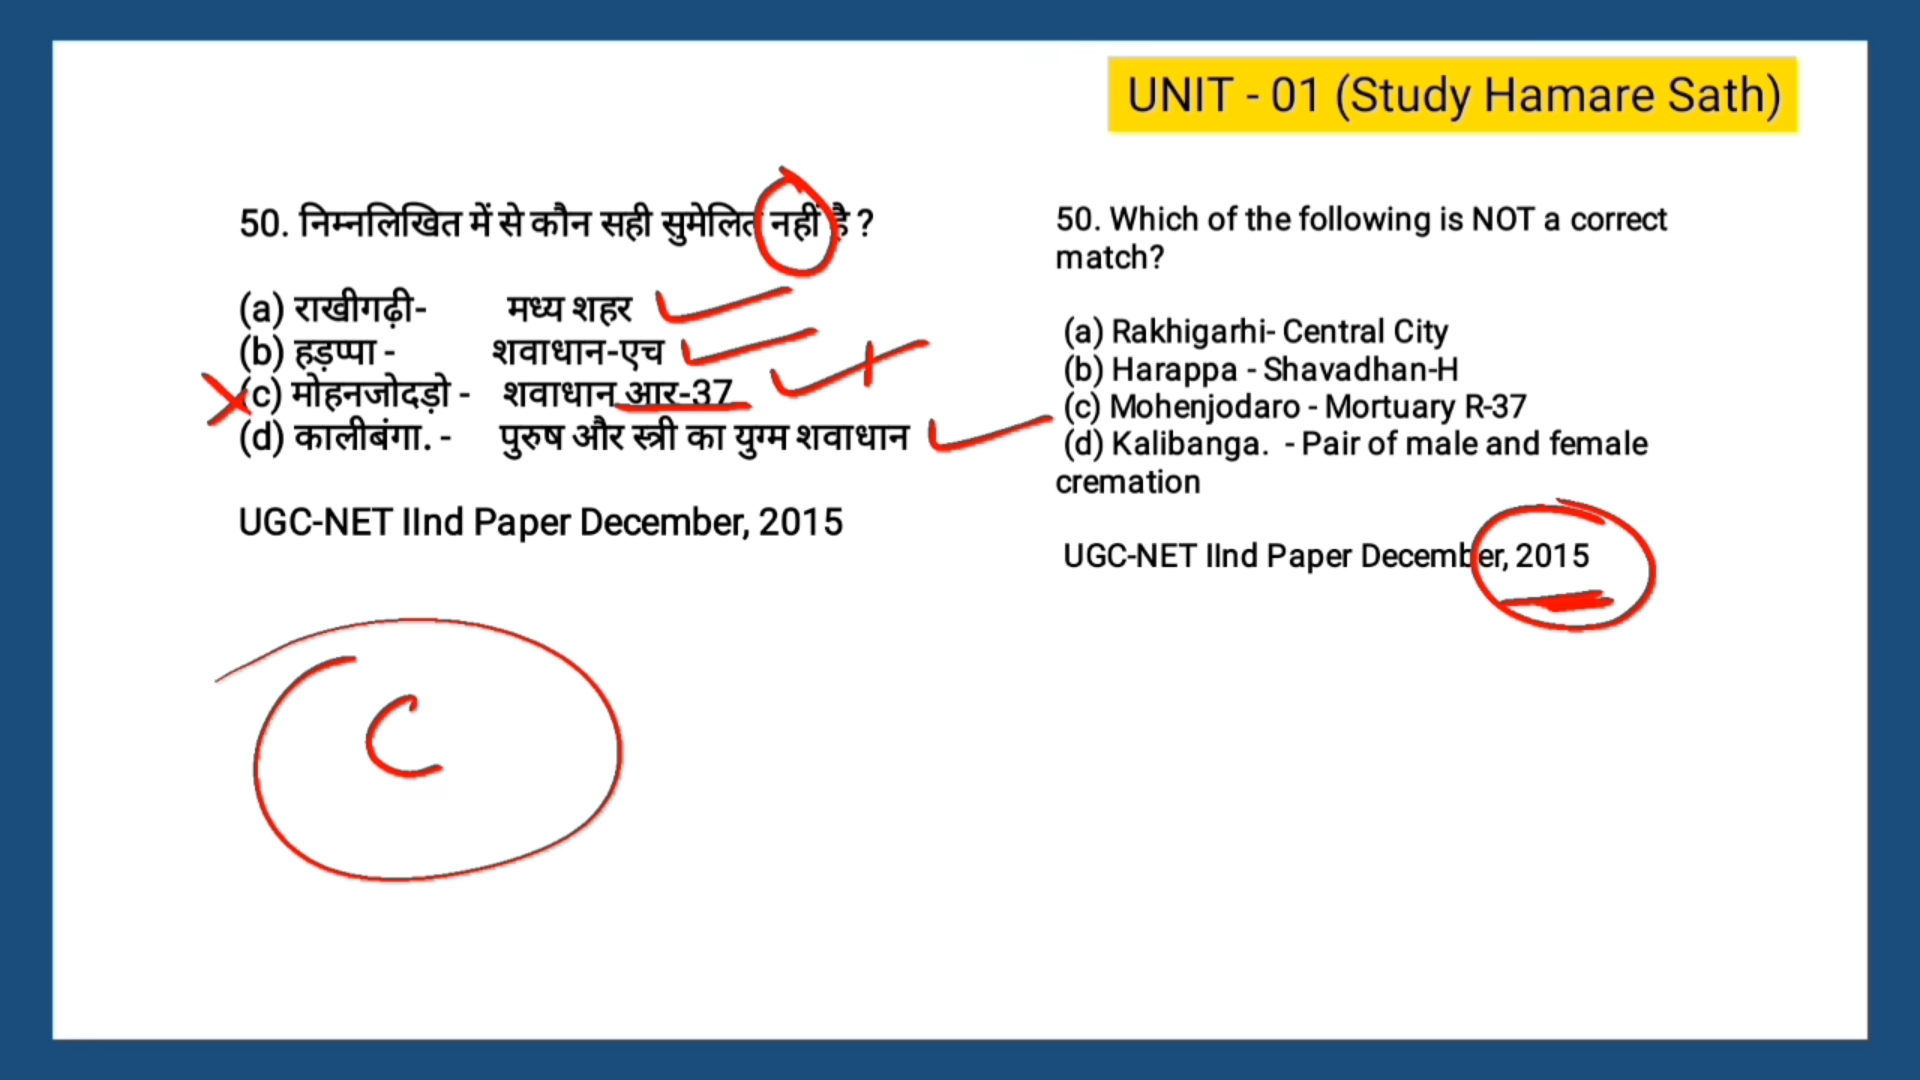 UNIT - 01 (Study Hamare Sath)
50. निम्नलिखित में से कौन सही सुमेलित नहीं है ?
(a) राखीगढ़ी- मध्य शहर
(b) हड़प्पा - शवाधान-एच
(c) मोहनजोदड़ो - शवाधान आर-37
(d) कालीबंगा. - पुरुष और स्त्री का युग्म शवाधान
UGC-NET IInd Paper December, 2015
C
50. Which of the following is NOT a correct
match?
(a) Rakhigarhi- Central City
(b) Harappa - Shavadhan-H
(c) Mohenjodaro - Mortuary R-37
(d) Kalibanga. - Pair of male and female
cremation
UGC-NET IInd Paper December, 2015